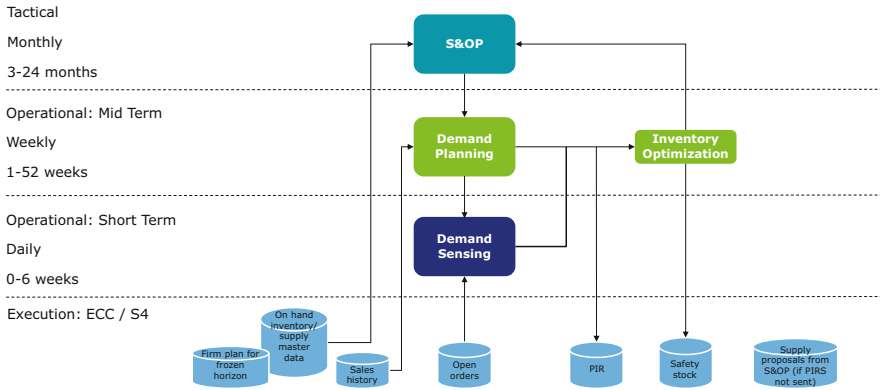 Tactical
Monthly
3-24 months
S&OP
Operational: Mid Term
Weekly
1-52 weeks
Demand
Planning
Inventory
Optimization
Operational: Short Term
Daily
0-6 weeks
Demand
Sensing
Execution: ECC / S4
Firm plan for
frozen
horizon
On hand
inventory/
supply
master
data
Sales
history
Open
orders
PIR
Safety
stock
Supply
proposals from
S&OP (if PIRS
not sent)